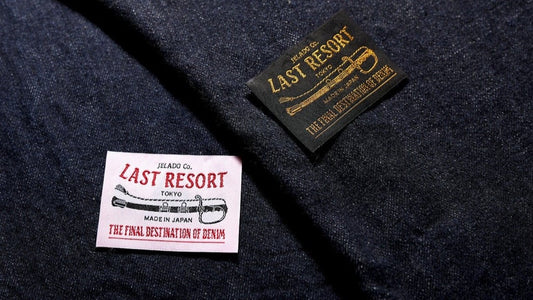 JELADO Co.
LAST RESORT
TOKYO
MADE IN JAPAN
THE FINAL DESTINATION OF DENIM
JELADO Co.
LAST RESORT
TOKYO
MADE IN JAPAN
THE FINAL DESTINATION OF DENIM